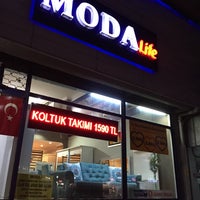 MODA Life
KOLTUK TAKIMI 1590 TL